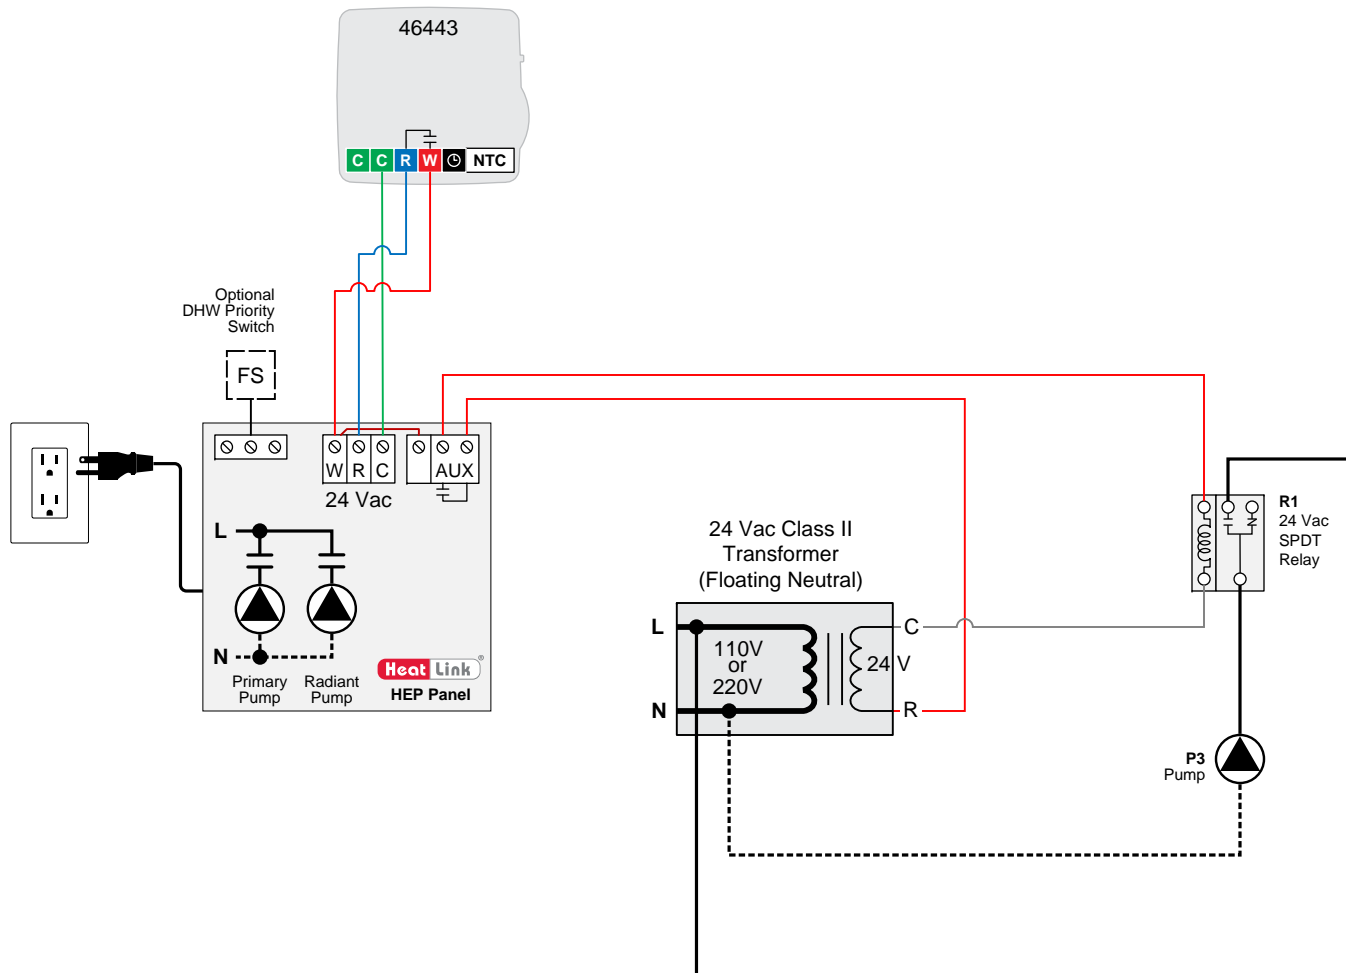 46443
C C R W NTC
Optional
DHW Priority
Switch
FS
W R C
AUX
24 Vac
L
N
Primary
Pump
Radiant
Pump
Heat Link®
HEP Panel
24 Vac Class II
Transformer
(Floating Neutral)
L
N
110V
or
220V
24 V
C
R
R1
24 Vac
SPDT
Relay
P3
Pump